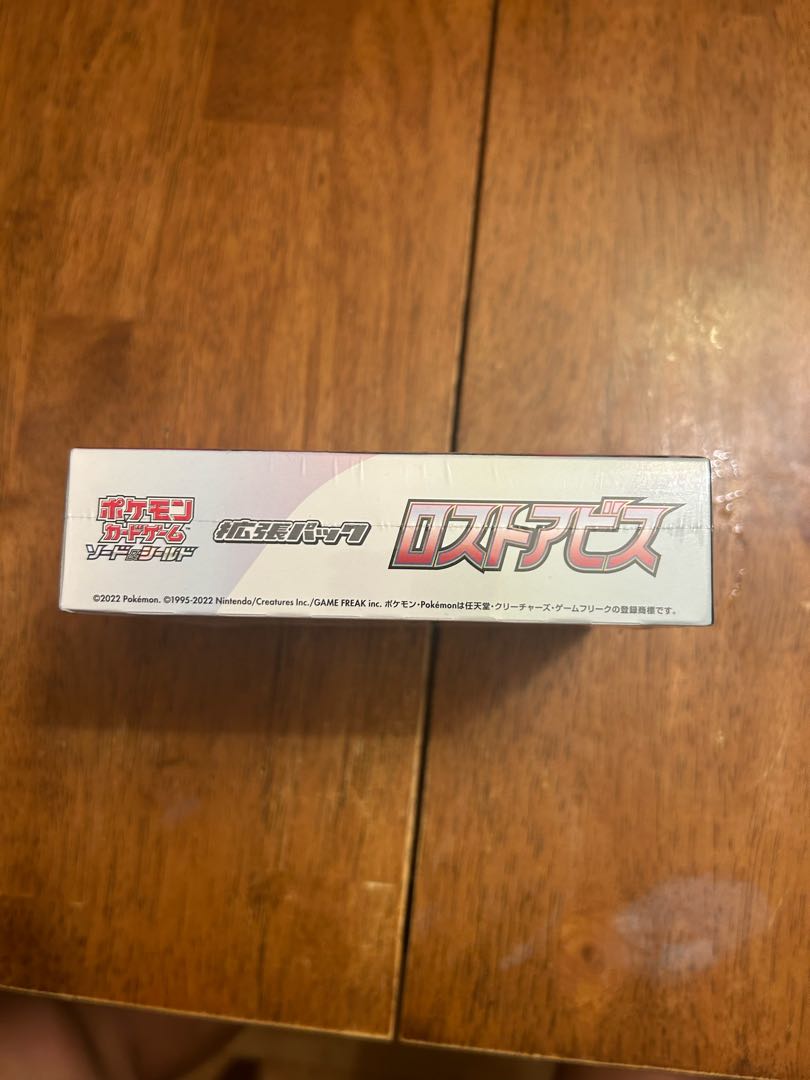 ポケモン
カードゲーム
ソード&シールド
拡張パック
ロストアビス
©2022 Pokémon. ©1995-2022 Nintendo/Creatures Inc./GAME FREAK inc. ポケモン・Pokémonは任天堂・クリーチャーズ・ゲームフリークの登録商標です。